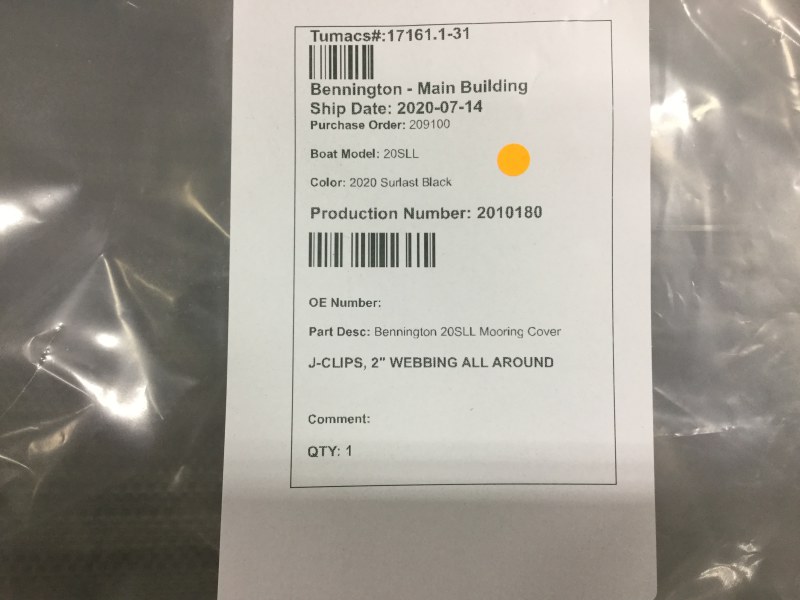 Tumacs#:17161.1-31
Bennington - Main Building
Ship Date: 2020-07-14
Purchase Order: 209100
Boat Model: 20SLL
Color: 2020 Surlast Black
Production Number: 2010180
OE Number:
Part Desc: Bennington 20SLL Mooring Cover
J-CLIPS, 2" WEBBING ALL AROUND
Comment:
QTY: 1